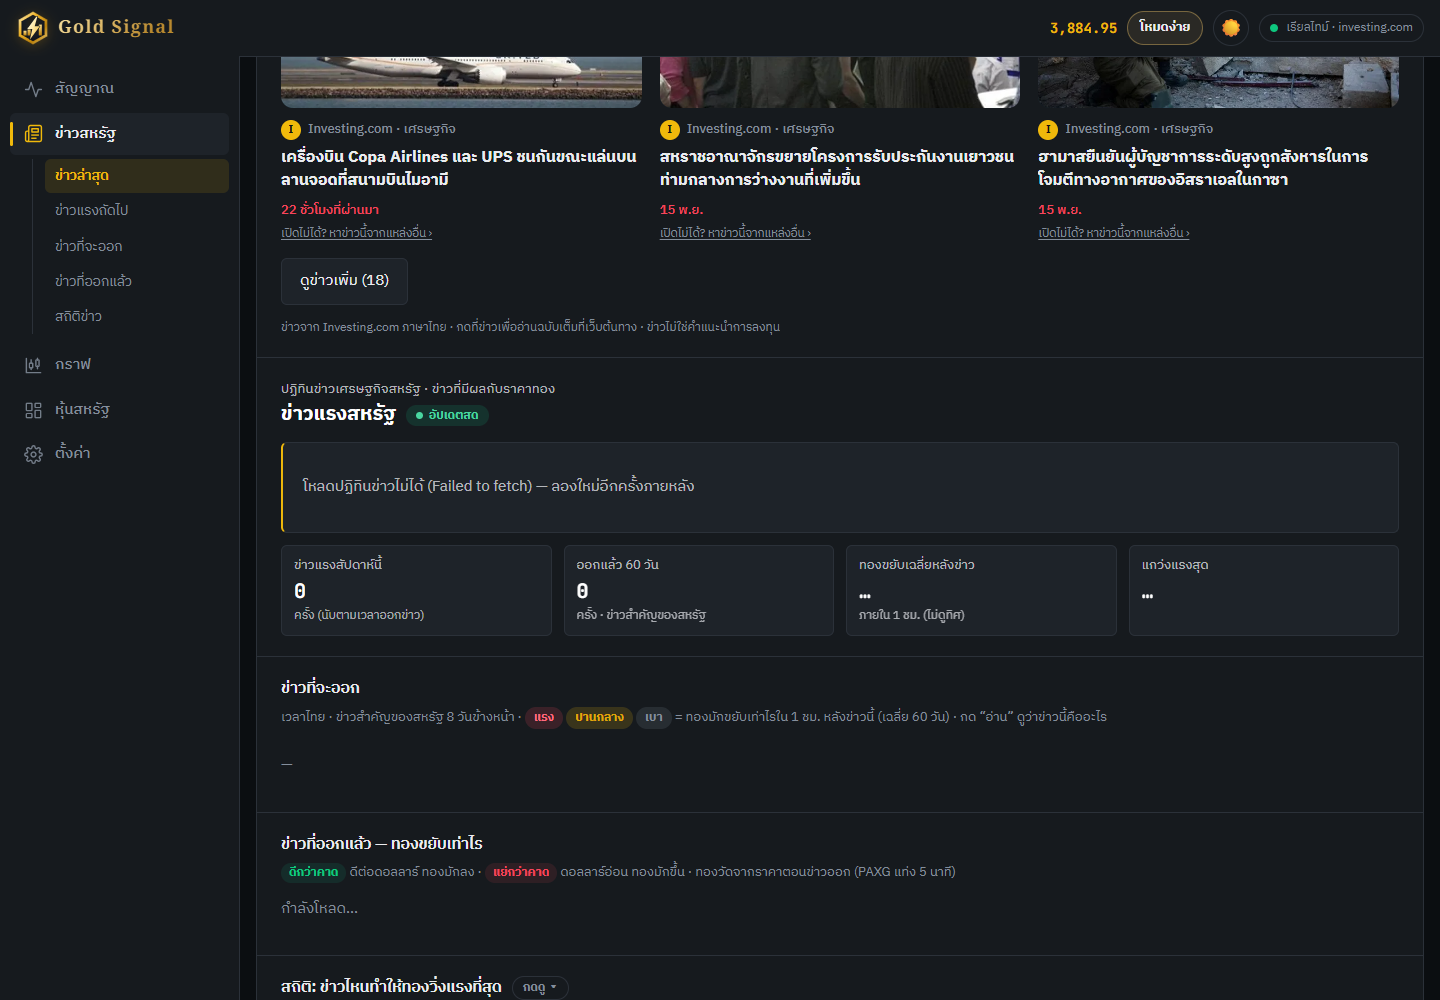 Gold Signal
3,884.95
โหมดง่าย
เรียลไทม์ · investing.com
สัญญาณ
ข่าวสหรัฐ
ข่าวล่าสุด
ข่าวแรงถัดไป
ข่าวที่จะออก
ข่าวที่ออกแล้ว
สถิติข่าว
กราฟ
หุ้นสหรัฐ
ตั้งค่า
I Investing.com · เศรษฐกิจ
เครื่องบิน Copa Airlines และ UPS ชนกันขณะแล่นบน
ลานจอดที่สนามบินไมอามี
22 ชั่วโมงที่ผ่านมา
เปิดไม่ได้? หาข่าวนี้จากแหล่งอื่น ›
I Investing.com · เศรษฐกิจ
สหราชอาณาจักรขยายโครงการรับประกันงานเยาวชน
ท่ามกลางการว่างงานที่เพิ่มขึ้น
15 พ.ย.
เปิดไม่ได้? หาข่าวนี้จากแหล่งอื่น ›
I Investing.com · เศรษฐกิจ
ฮามาสยืนยันผู้บัญชาการระดับสูงถูกสังหารในการ
โจมตีทางอากาศของอิสราเอลในกาซา
15 พ.ย.
เปิดไม่ได้? หาข่าวนี้จากแหล่งอื่น ›
ดูข่าวเพิ่ม (18)
ข่าวจาก Investing.com ภาษาไทย · กดที่ข่าวเพื่ออ่านฉบับเต็มที่เว็บต้นทาง · ข่าวไม่ใช่คำแนะนำการลงทุน
ปฏิทินข่าวเศรษฐกิจสหรัฐ · ข่าวที่มีผลกับราคาทอง
ข่าวแรงสหรัฐ
อัปเดตสด
โหลดปฏิทินข่าวไม่ได้ (Failed to fetch) — ลองใหม่อีกครั้งภายหลัง
ข่าวแรงสัปดาห์นี้
0
ครั้ง (นับตามเวลาออกข่าว)
ออกแล้ว 60 วัน
0
ครั้ง · ข่าวสำคัญของสหรัฐ
ทองขยับเฉลี่ยหลังข่าว
…
ภายใน 1 ชม. (ไม่ดูทิศ)
แกว่งแรงสุด
…
ข่าวที่จะออก
เวลาไทย · ข่าวสำคัญของสหรัฐ 8 วันข้างหน้า · แรง ปานกลาง เบา = ทองมักขยับเท่าไรใน 1 ชม. หลังข่าวนี้ (เฉลี่ย 60 วัน) · กด “อ่าน” ดูว่าข่าวนี้คืออะไร
—
ข่าวที่ออกแล้ว — ทองขยับเท่าไร
ดีกว่าคาด ดีต่อดอลลาร์ ทองมักลง · แย่กว่าคาด ดอลลาร์อ่อน ทองมักขึ้น · ทองวัดจากราคาตอนข่าวออก (PAXG แท่ง 5 นาที)
กำลังโหลด…
สถิติ: ข่าวไหนทำให้ทองวิ่งแรงที่สุด
กดดู